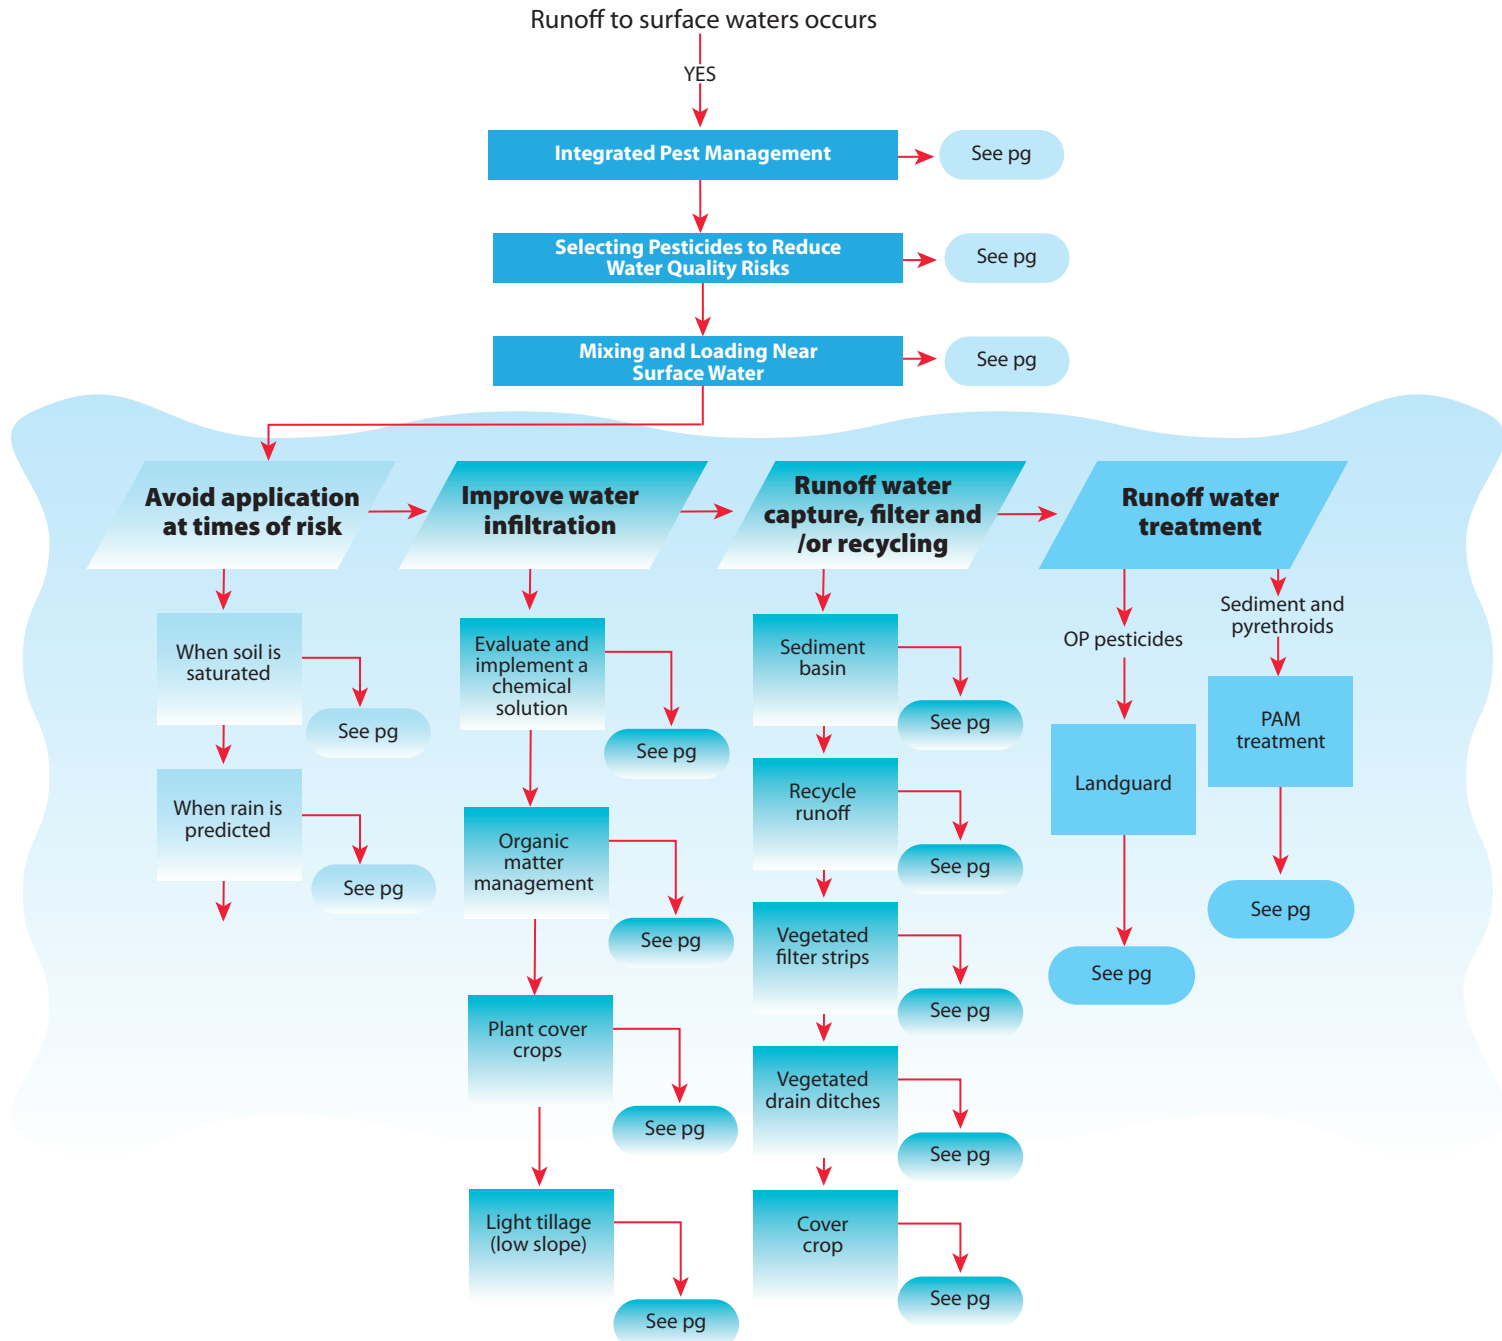 Runoff to surface waters occurs
YES
Integrated Pest Management
See pg
Selecting Pesticides to Reduce
Water Quality Risks
See pg
Mixing and Loading Near
Surface Water
See pg
Avoid application
at times of risk
When soil is
saturated
See pg
When rain is
predicted
See pg
Improve water
infiltration
Evaluate and
implement a
chemical
solution
See pg
Organic
matter
management
See pg
Plant cover
crops
See pg
Light tillage
(low slope)
See pg
Runoff water
capture, filter and
/or recycling
Sediment
basin
See pg
Recycle
runoff
See pg
Vegetated
filter strips
See pg
Vegetated
drain ditches
See pg
Cover
crop
See pg
Runoff water
treatment
OP pesticides
Landguard
See pg
Sediment and
pyrethroids
PAM
treatment
See pg